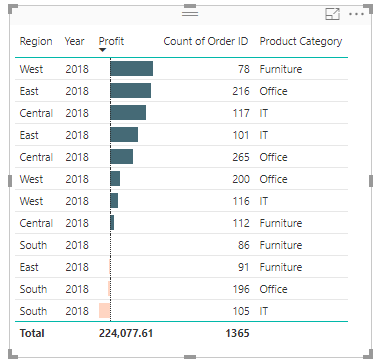 Region Year Profit Count of Order ID Product Category
West 2018 78 Furniture
East 2018 216 Office
Central 2018 117 IT
East 2018 101 IT
Central 2018 265 Office
West 2018 200 Office
West 2018 116 IT
Central 2018 112 Furniture
South 2018 86 Furniture
East 2018 91 Furniture
South 2018 196 Office
South 2018 105 IT
Total 224,077.61 1365